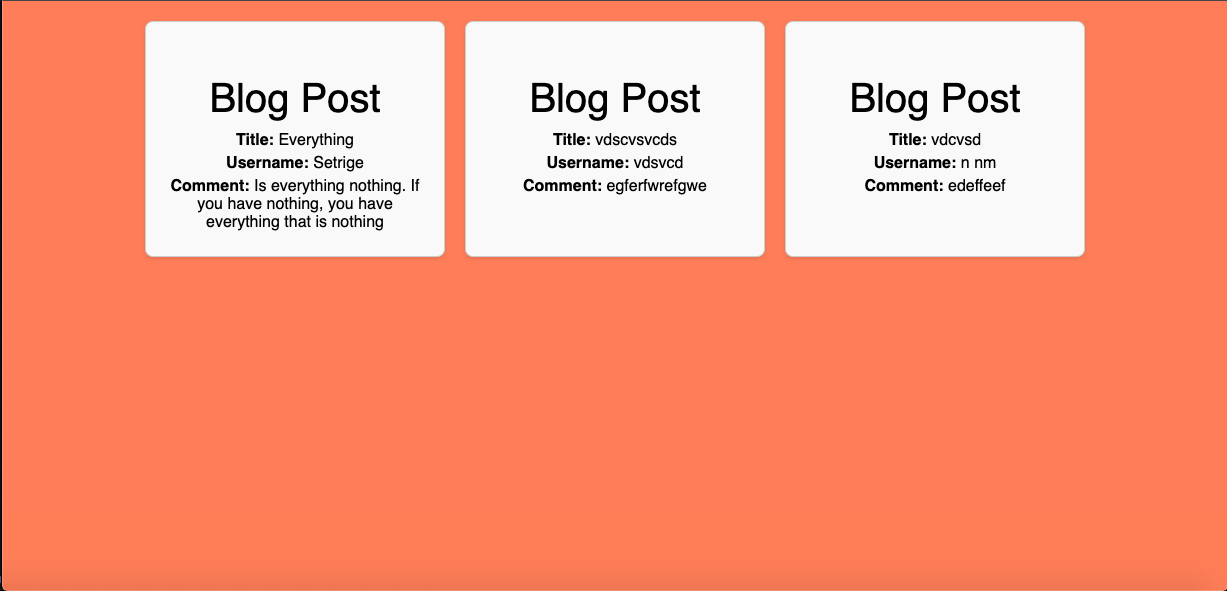 Blog Post
Title: Everything
Username: Setrige
Comment: Is everything nothing. If
you have nothing, you have
everything that is nothing
Blog Post
Title: vdscvsvcds
Username: vdsvcd
Comment: egferfwrefgwe
Blog Post
Title: vdcvsd
Username: n nm
Comment: edeffeef